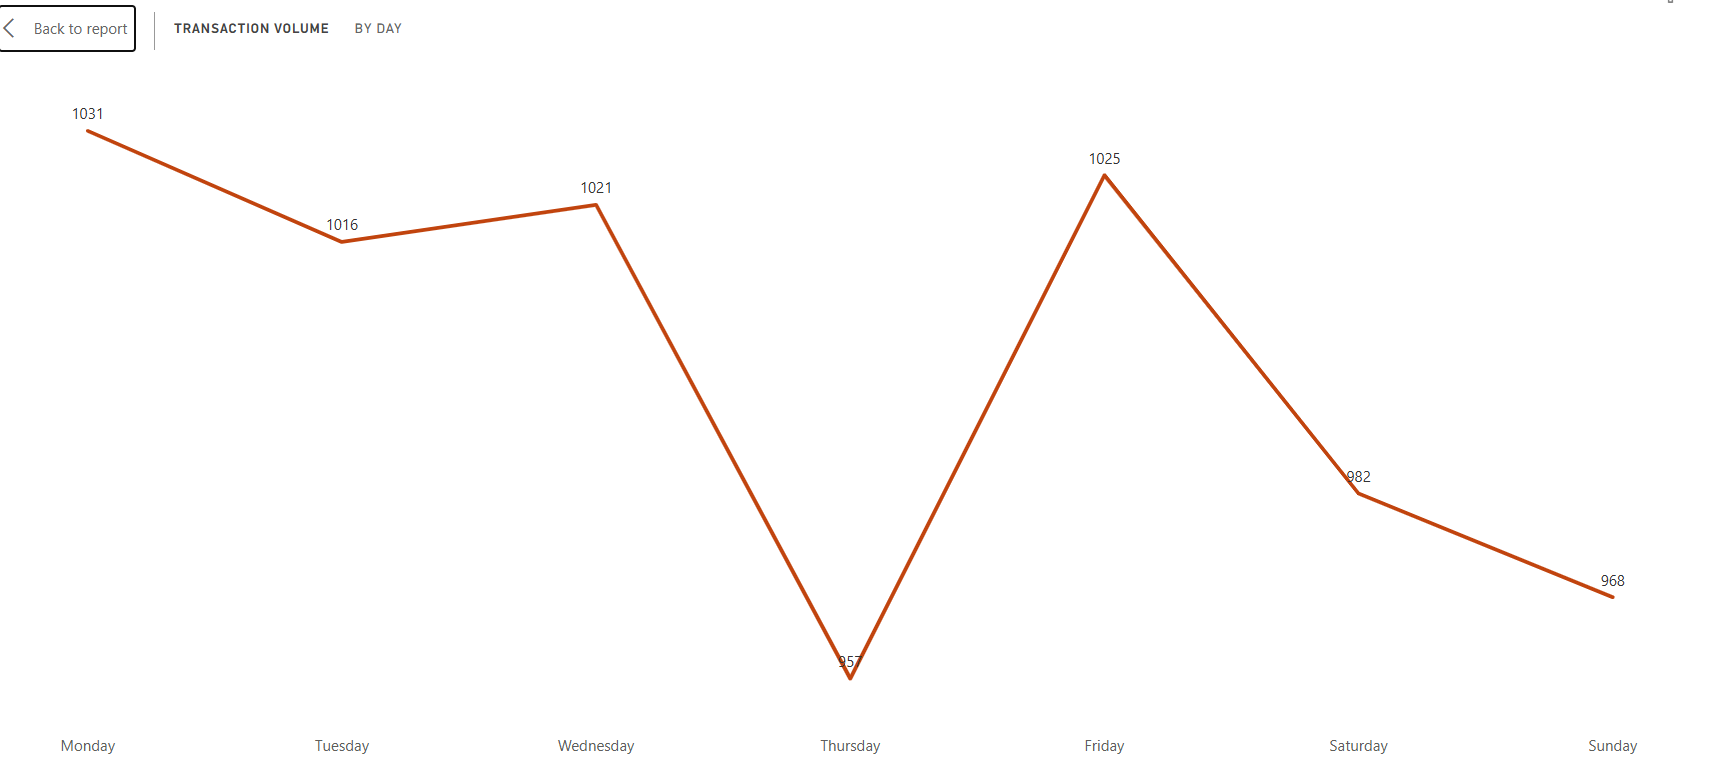 Back to report
TRANSACTION VOLUME BY DAY
1031
1016
1021
957
1025
982
968
Monday Tuesday Wednesday Thursday Friday Saturday Sunday